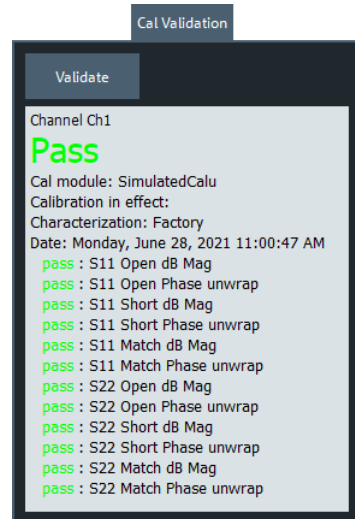 Cal Validation
Validate
Channel Ch1
Pass
Cal module: SimulatedCalu
Calibration in effect:
Characterization: Factory
Date: Monday, June 28, 2021 11:00:47 AM
pass : S11 Open dB Mag
pass : S11 Open Phase unwrap
pass : S11 Short dB Mag
pass : S11 Short Phase unwrap
pass : S11 Match dB Mag
pass : S11 Match Phase unwrap
pass : S22 Open dB Mag
pass : S22 Open Phase unwrap
pass : S22 Short dB Mag
pass : S22 Short Phase unwrap
pass : S22 Match dB Mag
pass : S22 Match Phase unwrap